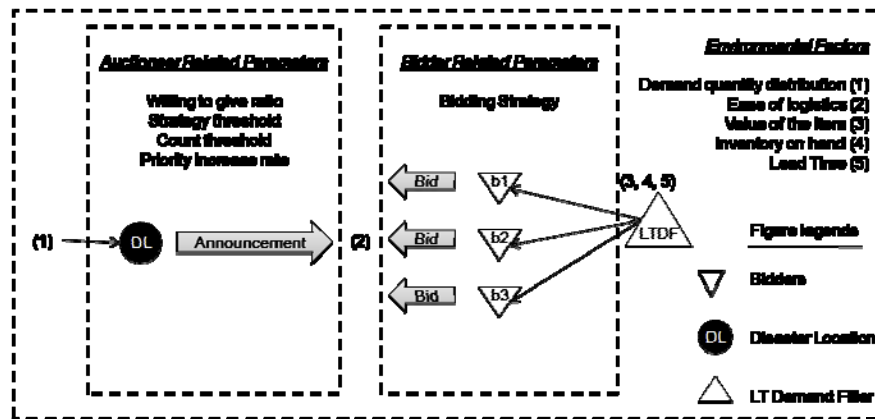 Auctioneer Related Parameters
Willing to give ratio
Strategy threshold
Count threshold
Priority increase rate
(1)
DL
Announcement
(2)
Bidder Related Parameters
Bidding Strategy
Bid
b1
Bid
b2
Bid
b3
Environmental Factors
Demand quantity distribution (1)
Ease of logistics (2)
Value of the item (3)
Inventory on hand (4)
Lead Time (5)
(3, 4, 5)
LTDF
Figure legends
Bidders
DL
Disaster Location
LT Demand Filler